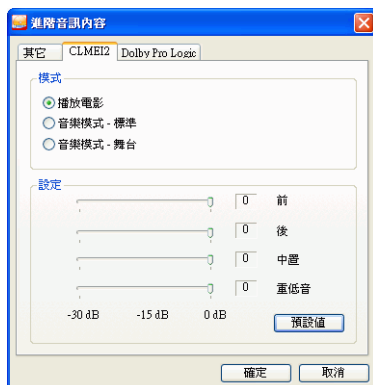 進階音訊內容
其它 CLMEI2 Dolby Pro Logic
模式
播放電影
音樂模式 - 標準
音樂模式 - 舞台
設定
0 前
0 後
0 中置
0 重低音
-30 dB -15 dB 0 dB
預設值
確定 取消